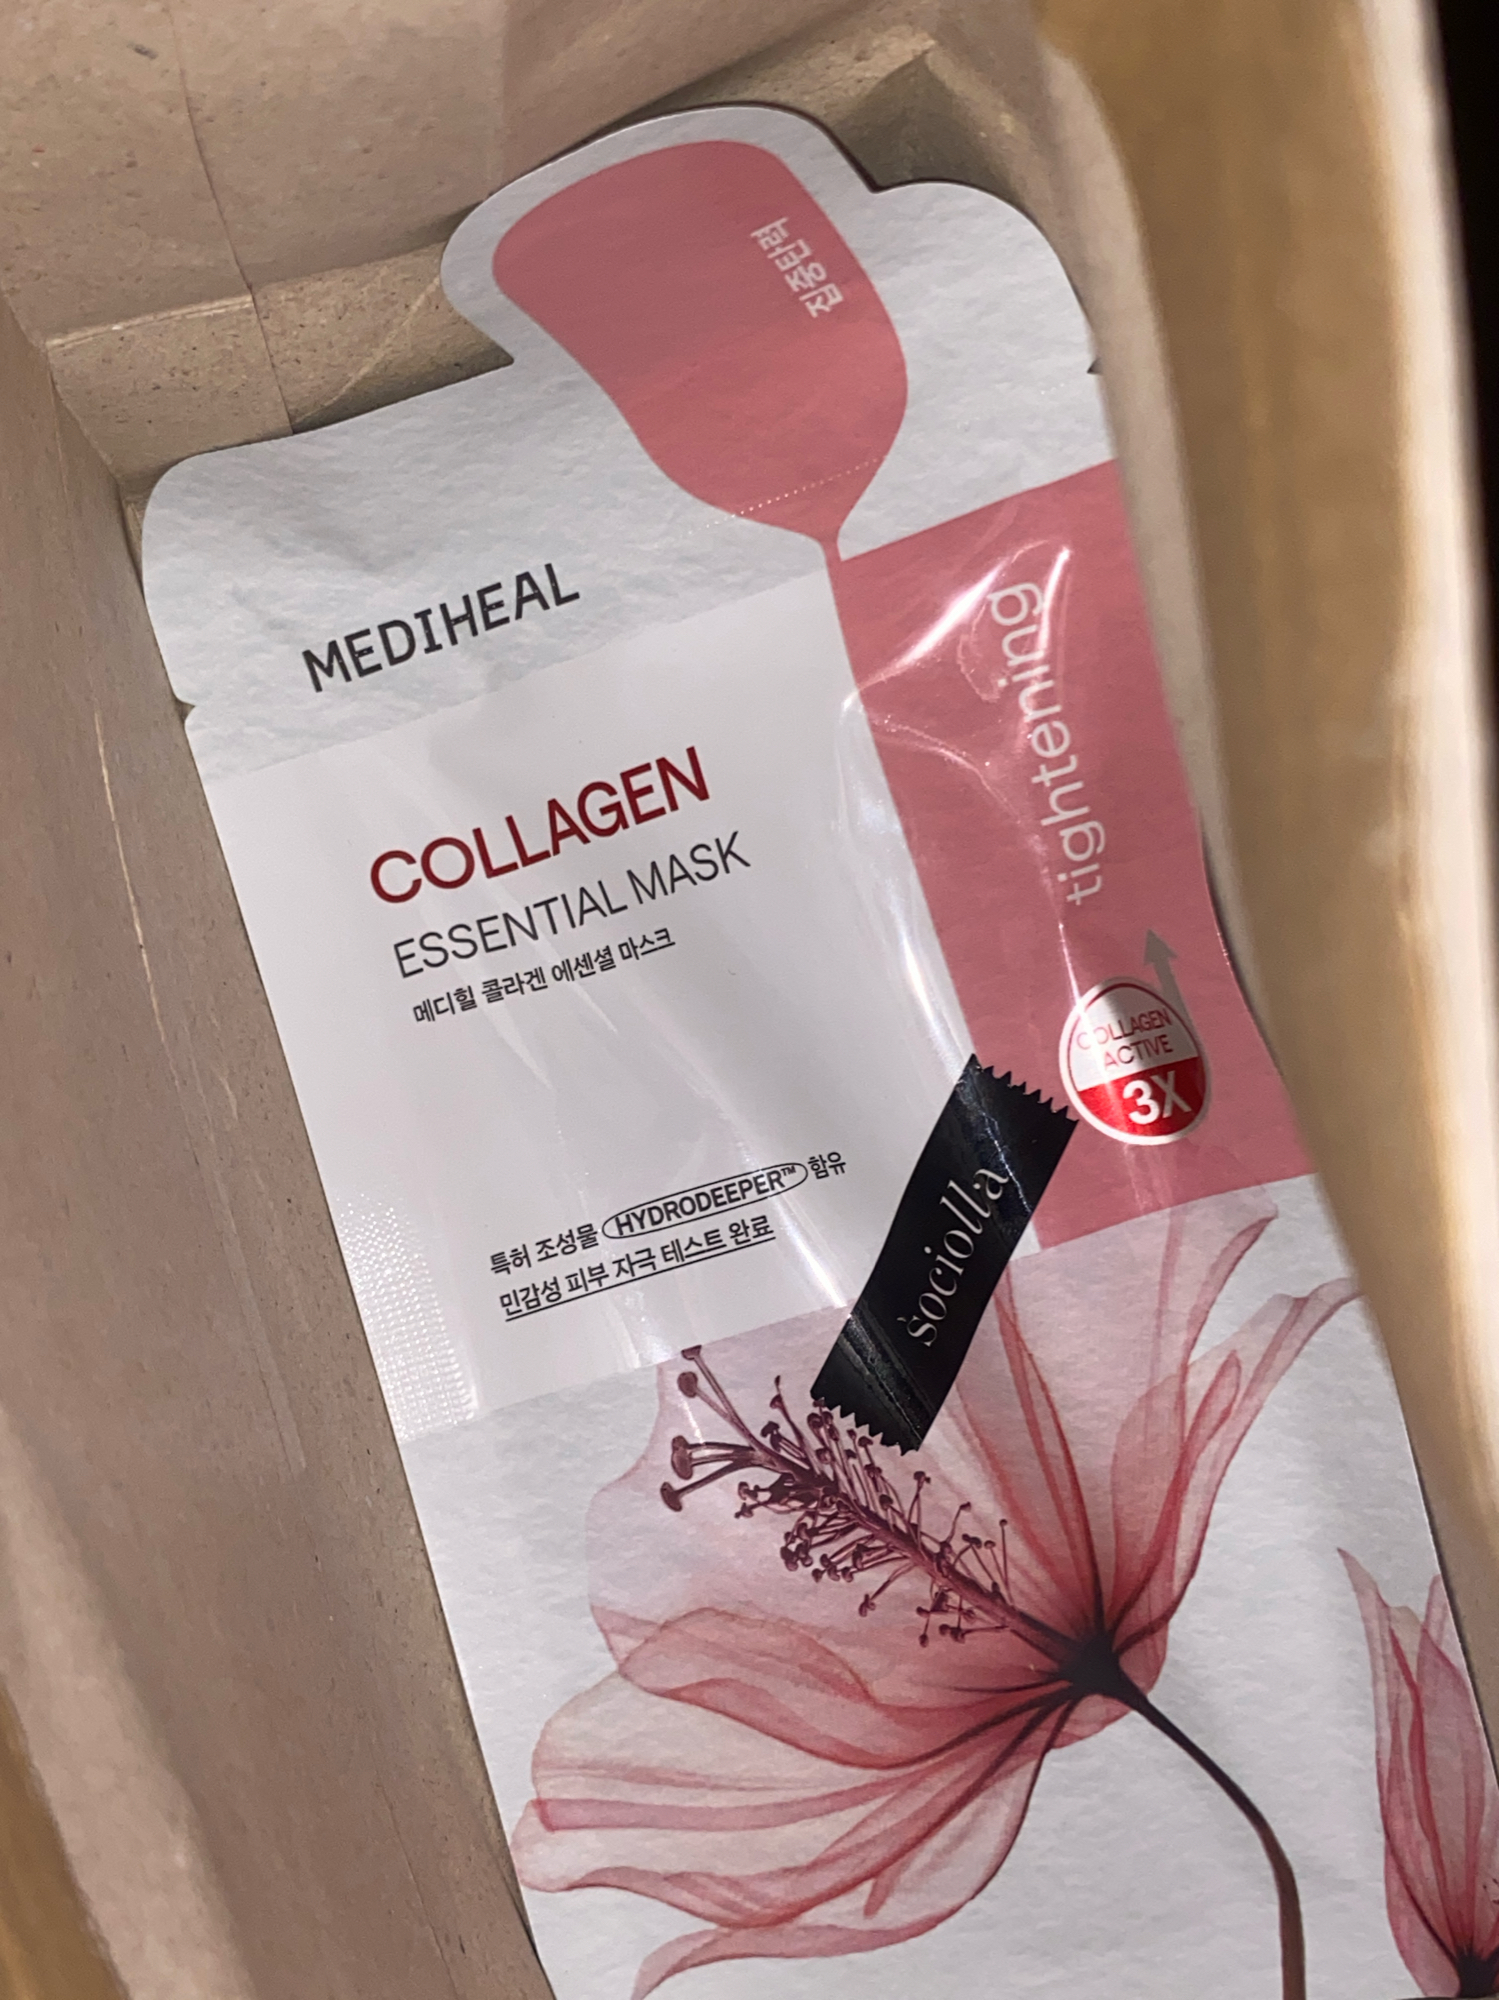 집중탄력
MEDIHEAL
tightening
COLLAGEN
ESSENTIAL MASK
메디힐 콜라겐 에센셜 마스크
COLLAGEN
ACTIVE
3X
특허 조성물 HYDRODEEPER™ 함유
민감성 피부 자극 테스트 완료
sociolla